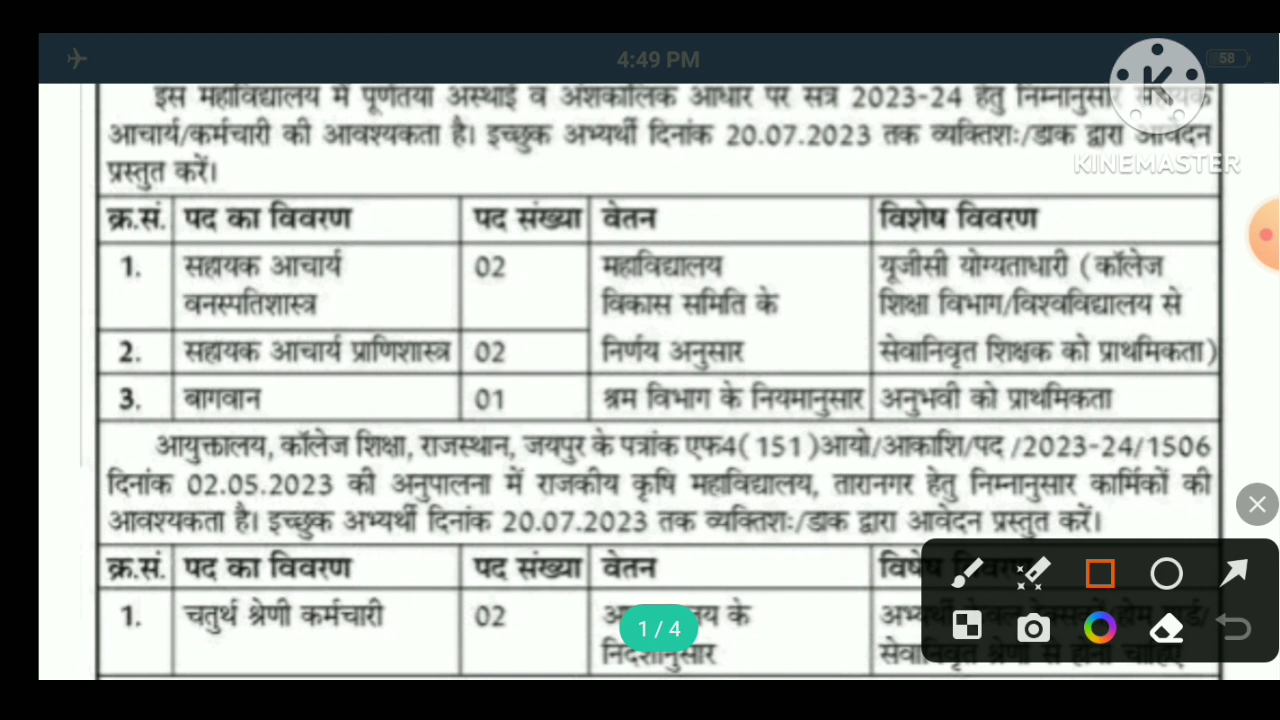 4:49 PM
58
इस महाविद्यालय में पूर्णतया अस्थाई व अंशकालिक आधार पर सत्र 2023-24 हेतु निम्नानुसार सहायक
आचार्य/कर्मचारी की आवश्यकता है। इच्छुक अभ्यर्थी दिनांक 20.07.2023 तक व्यक्तिशः/डाक द्वारा आवेदन
प्रस्तुत करें।
KINEMASTER
क्र.सं. पद का विवरण पद संख्या वेतन विशेष विवरण
1. सहायक आचार्य 02 महाविद्यालय यूजीसी योग्यताधारी (कॉलेज
वनस्पतिशास्त्र विकास समिति के शिक्षा विभाग/विश्वविद्यालय से
2. सहायक आचार्य प्राणिशास्त्र 02 निर्णय अनुसार सेवानिवृत शिक्षक को प्राथमिकता)
3. बागवान 01 श्रम विभाग के नियमानुसार अनुभवी को प्राथमिकता
आयुक्तालय, कॉलेज शिक्षा, राजस्थान, जयपुर के पत्रांक एफ4(151)आयो/आकाशि/पद /2023-24/1506
दिनांक 02.05.2023 की अनुपालना में राजकीय कृषि महाविद्यालय, तारानगर हेतु निम्नानुसार कार्मिकों की
आवश्यकता है। इच्छुक अभ्यर्थी दिनांक 20.07.2023 तक व्यक्तिशः/डाक द्वारा आवेदन प्रस्तुत करें।
क्र.सं. पद का विवरण पद संख्या वेतन
1. चतुर्थ श्रेणी कर्मचारी 02 के
1 / 4
निर्देशानुसार सेवानिवृत श्रेणी से होना चाहिए